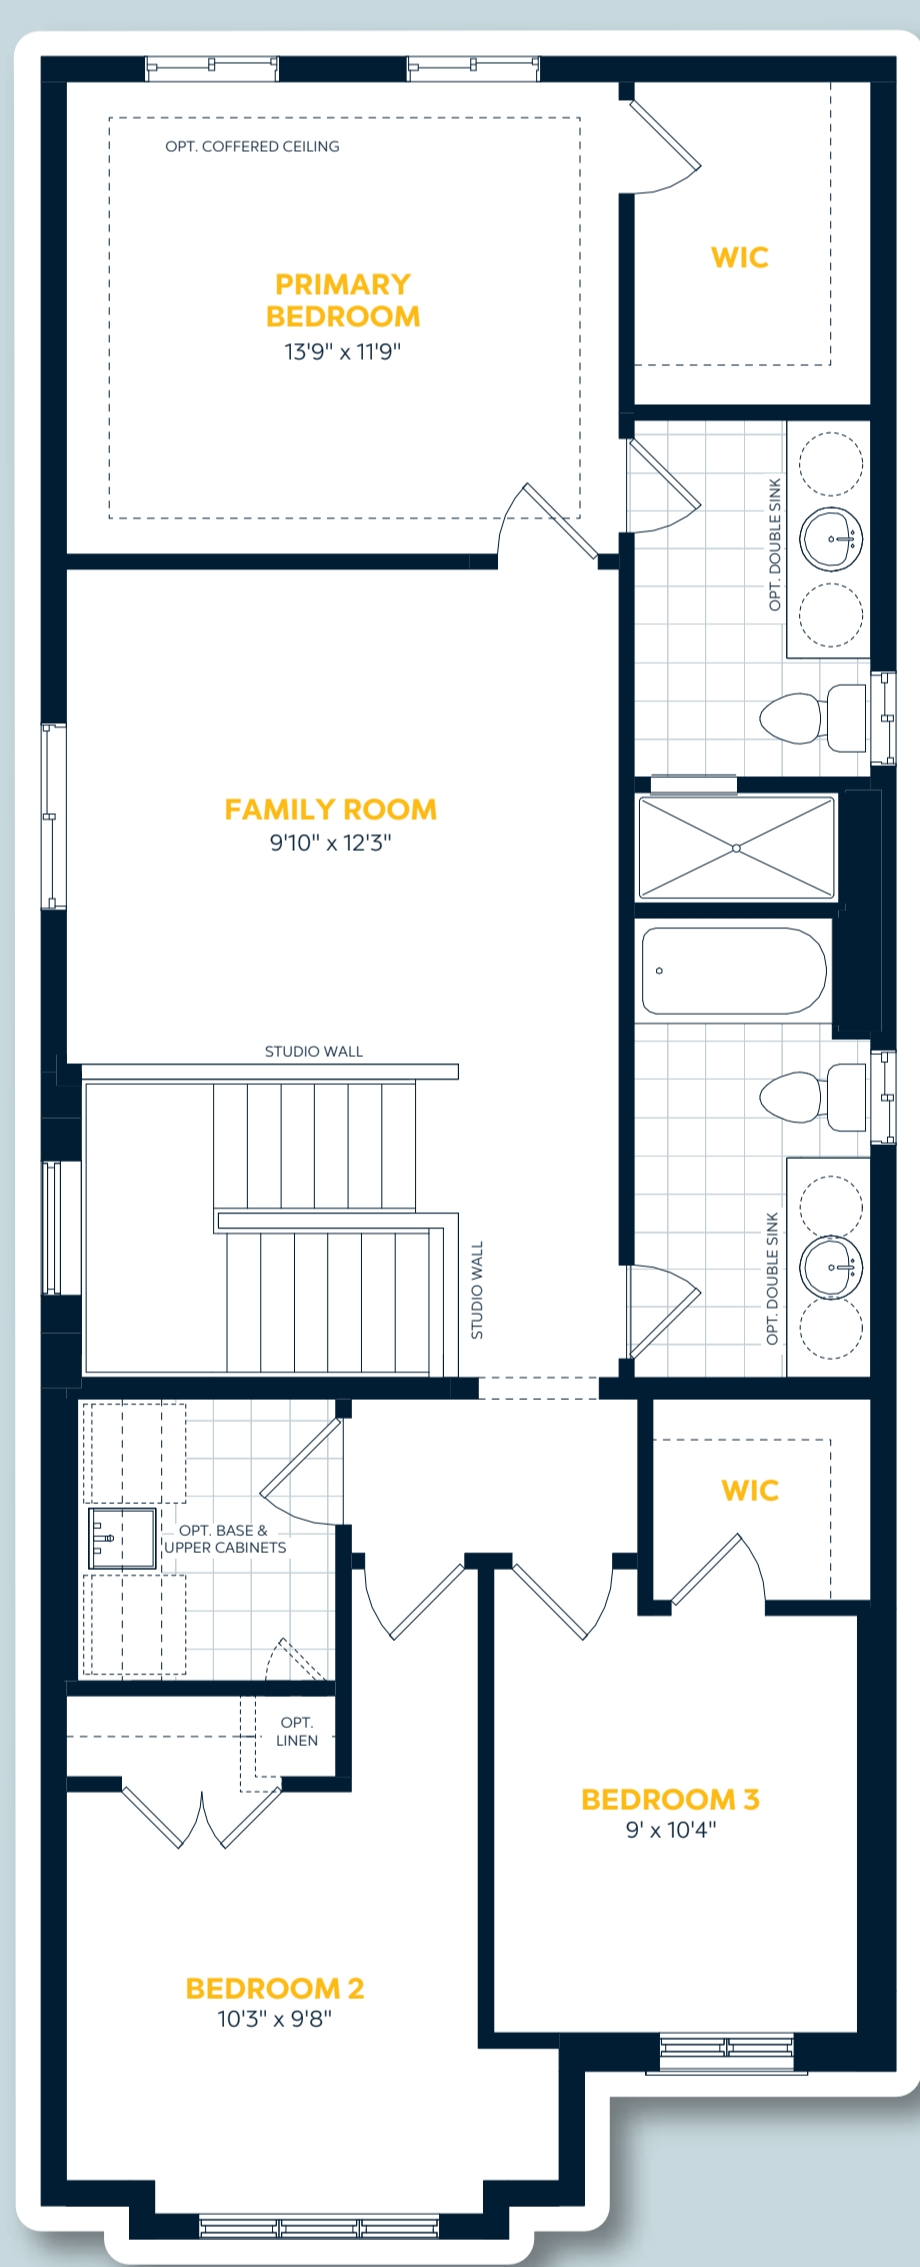 OPT. COFFERED CEILING
PRIMARY
BEDROOM
13'9" x 11'9"
WIC
OPT. DOUBLE SINK
FAMILY ROOM
9'10" x 12'3"
STUDIO WALL
STUDIO WALL
OPT. DOUBLE SINK
WIC
OPT. BASE &
UPPER CABINETS
OPT.
LINEN
BEDROOM 3
9' x 10'4"
BEDROOM 2
10'3" x 9'8"